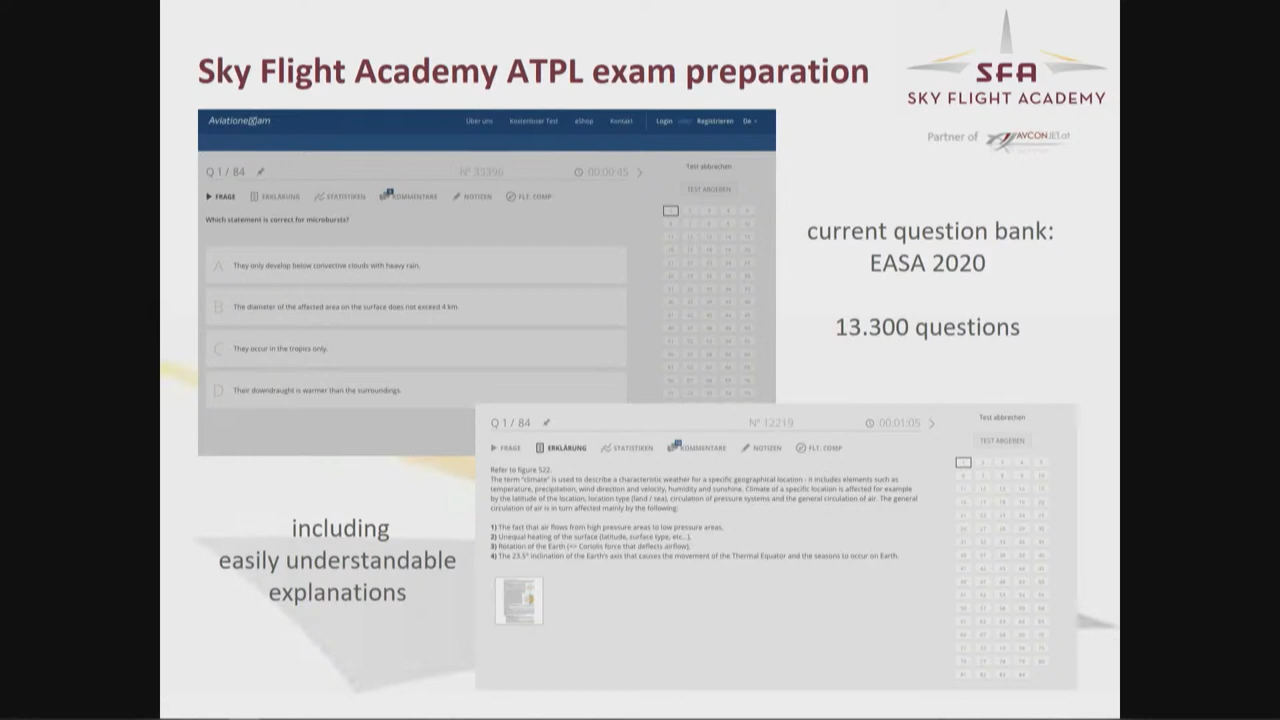 Sky Flight Academy ATPL exam preparation
SFA
SKY FLIGHT ACADEMY
Partner of AVCONJET.at
AviationeXam
Über uns Kostenloser Test eShop Kontakt Login oder Registrieren De
Q 1 / 84
Nº 35396
00:00:45
Test abbrechen
TEST ABGEBEN
FRAGE ERKLÄRUNG STATISTIKEN KOMMENTARE NOTIZEN FLT. COMP
Which statement is correct for microbursts?
A They only develop below convective clouds with heavy rain.
B The diameter of the affected area on the surface does not exceed 4 km.
C They occur in the tropics only.
D Their downdraught is warmer than the surroundings.
current question bank:
EASA 2020
13.300 questions
Q 1 / 84
Nº 12219
00:01:05
Test abbrechen
TEST ABGEBEN
FRAGE ERKLÄRUNG STATISTIKEN KOMMENTARE NOTIZEN FLT. COMP
Refer to figure 522.
The term "climate" is used to describe a characteristic weather for a specific geographical location - it includes elements such as
temperature, precipitation, wind direction and velocity, humidity and sunshine. Climate of a specific location is affected for example
by the latitude of the location, location type (land / sea), circulation of pressure systems and the general circulation of air. The general
circulation of air is in turn affected mainly by the following:
1) The fact that air flows from high pressure areas to low pressure areas,
2) Unequal heating of the surface (latitude, surface type, etc...),
3) Rotation of the Earth (=> Coriolis force that deflects airflow),
4) The 23.5° inclination of the Earth's axis that causes the movement of the Thermal Equator and the seasons to occur on Earth.
including
easily understandable
explanations